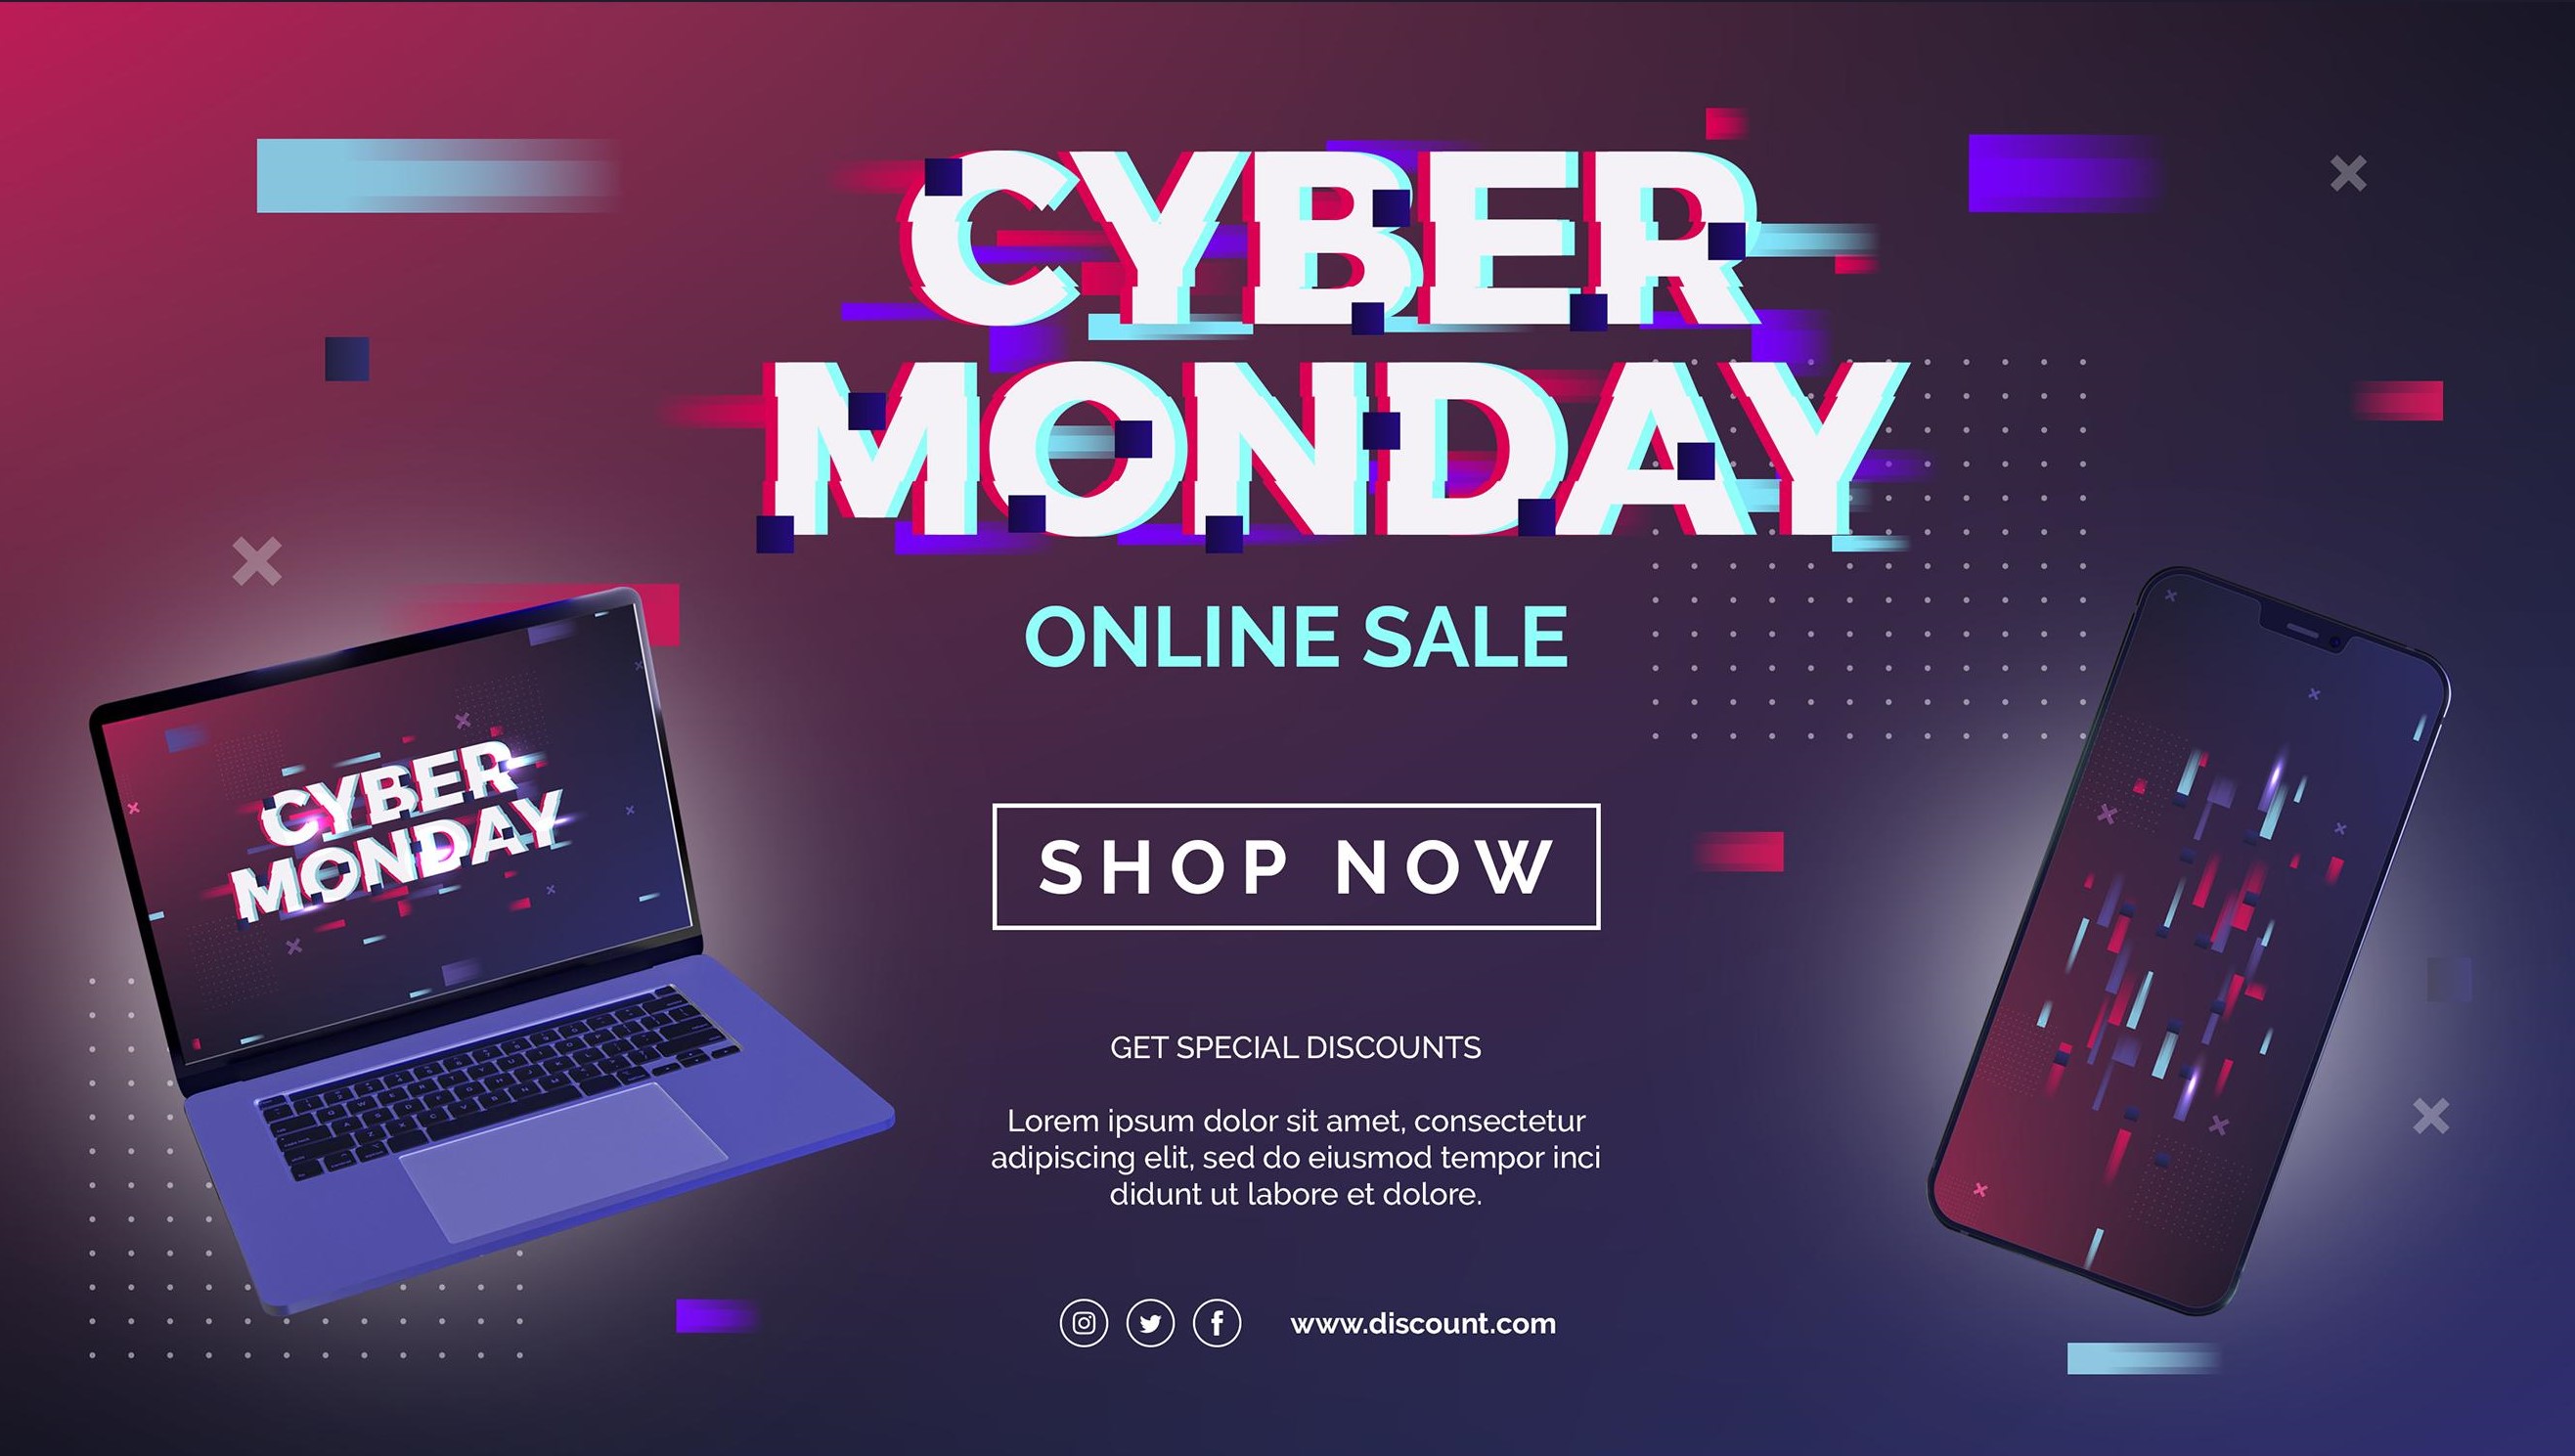 CYBER
MONDAY
ONLINE SALE
CYBER
MONDAY
SHOP NOW
GET SPECIAL DISCOUNTS
Lorem ipsum dolor sit amet, consectetur
adipiscing elit, sed do eiusmod tempor inci
didunt ut labore et dolore.
www.discount.com